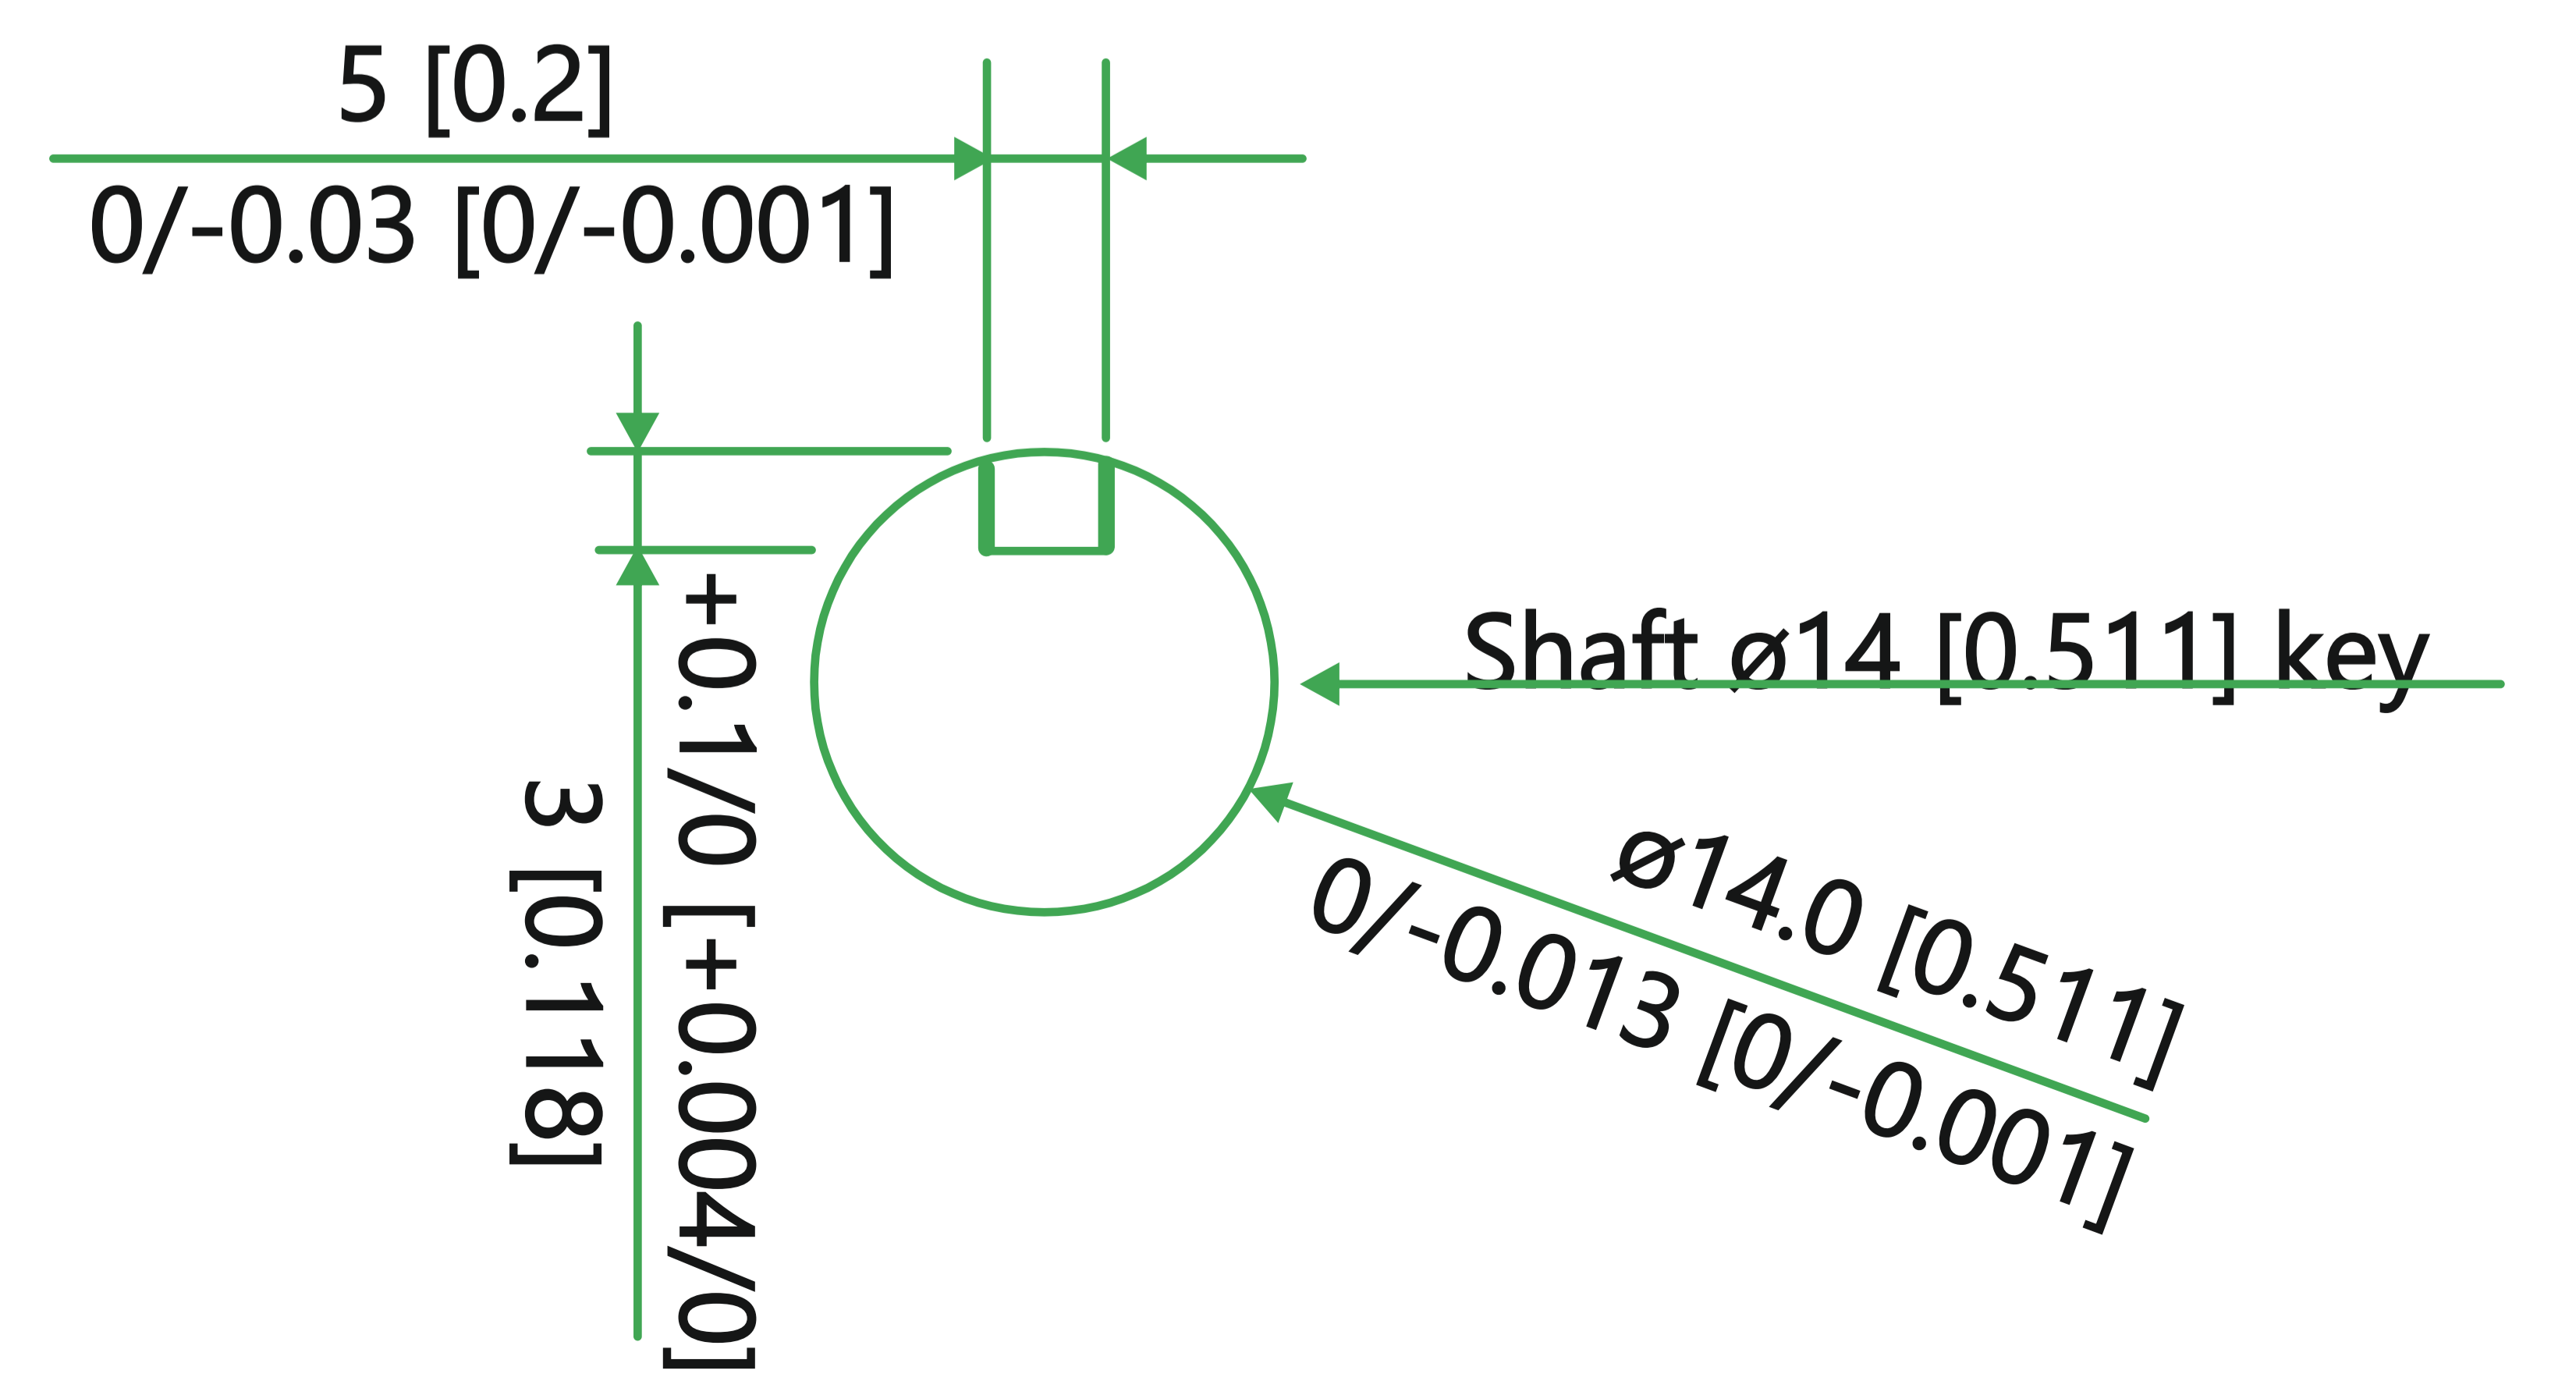 5 [0.2]
0/-0.03 [0/-0.001]
+0.1/0 [+0.004/0]
3 [0.118]
Shaft ø14 [0.511] key
ø14.0 [0.511]
0/-0.013 [0/-0.001]